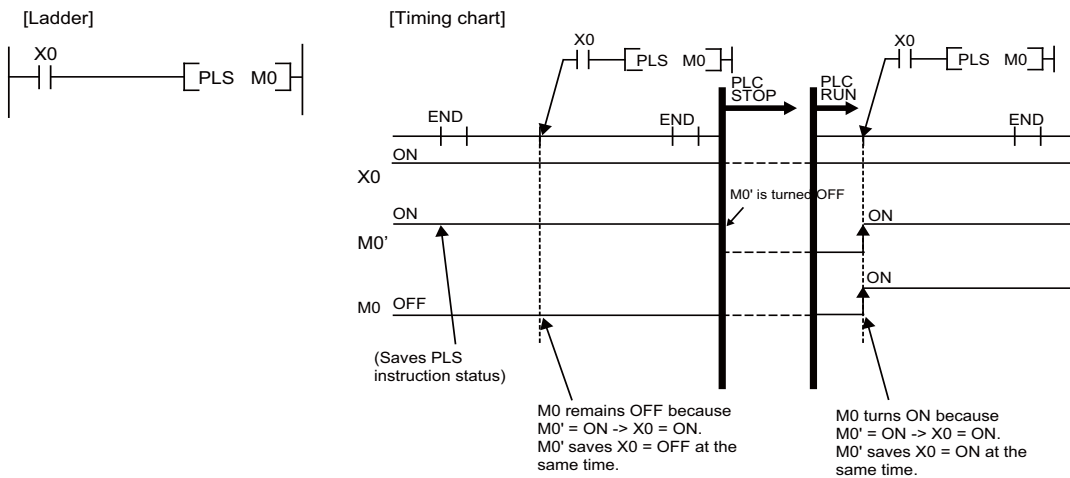 [Ladder]
X0
PLS M0
[Timing chart]
X0
PLS M0
PLC
STOP
PLC
RUN
X0
PLS M0
END
END
END
ON
X0
M0' is turned OFF
ON
ON
M0'
ON
M0 OFF
(Saves PLS
instruction status)
M0 remains OFF because
M0' = ON -> X0 = ON.
M0' saves X0 = OFF at the
same time.
M0 turns ON because
M0' = ON -> X0 = ON.
M0' saves X0 = ON at the
same time.